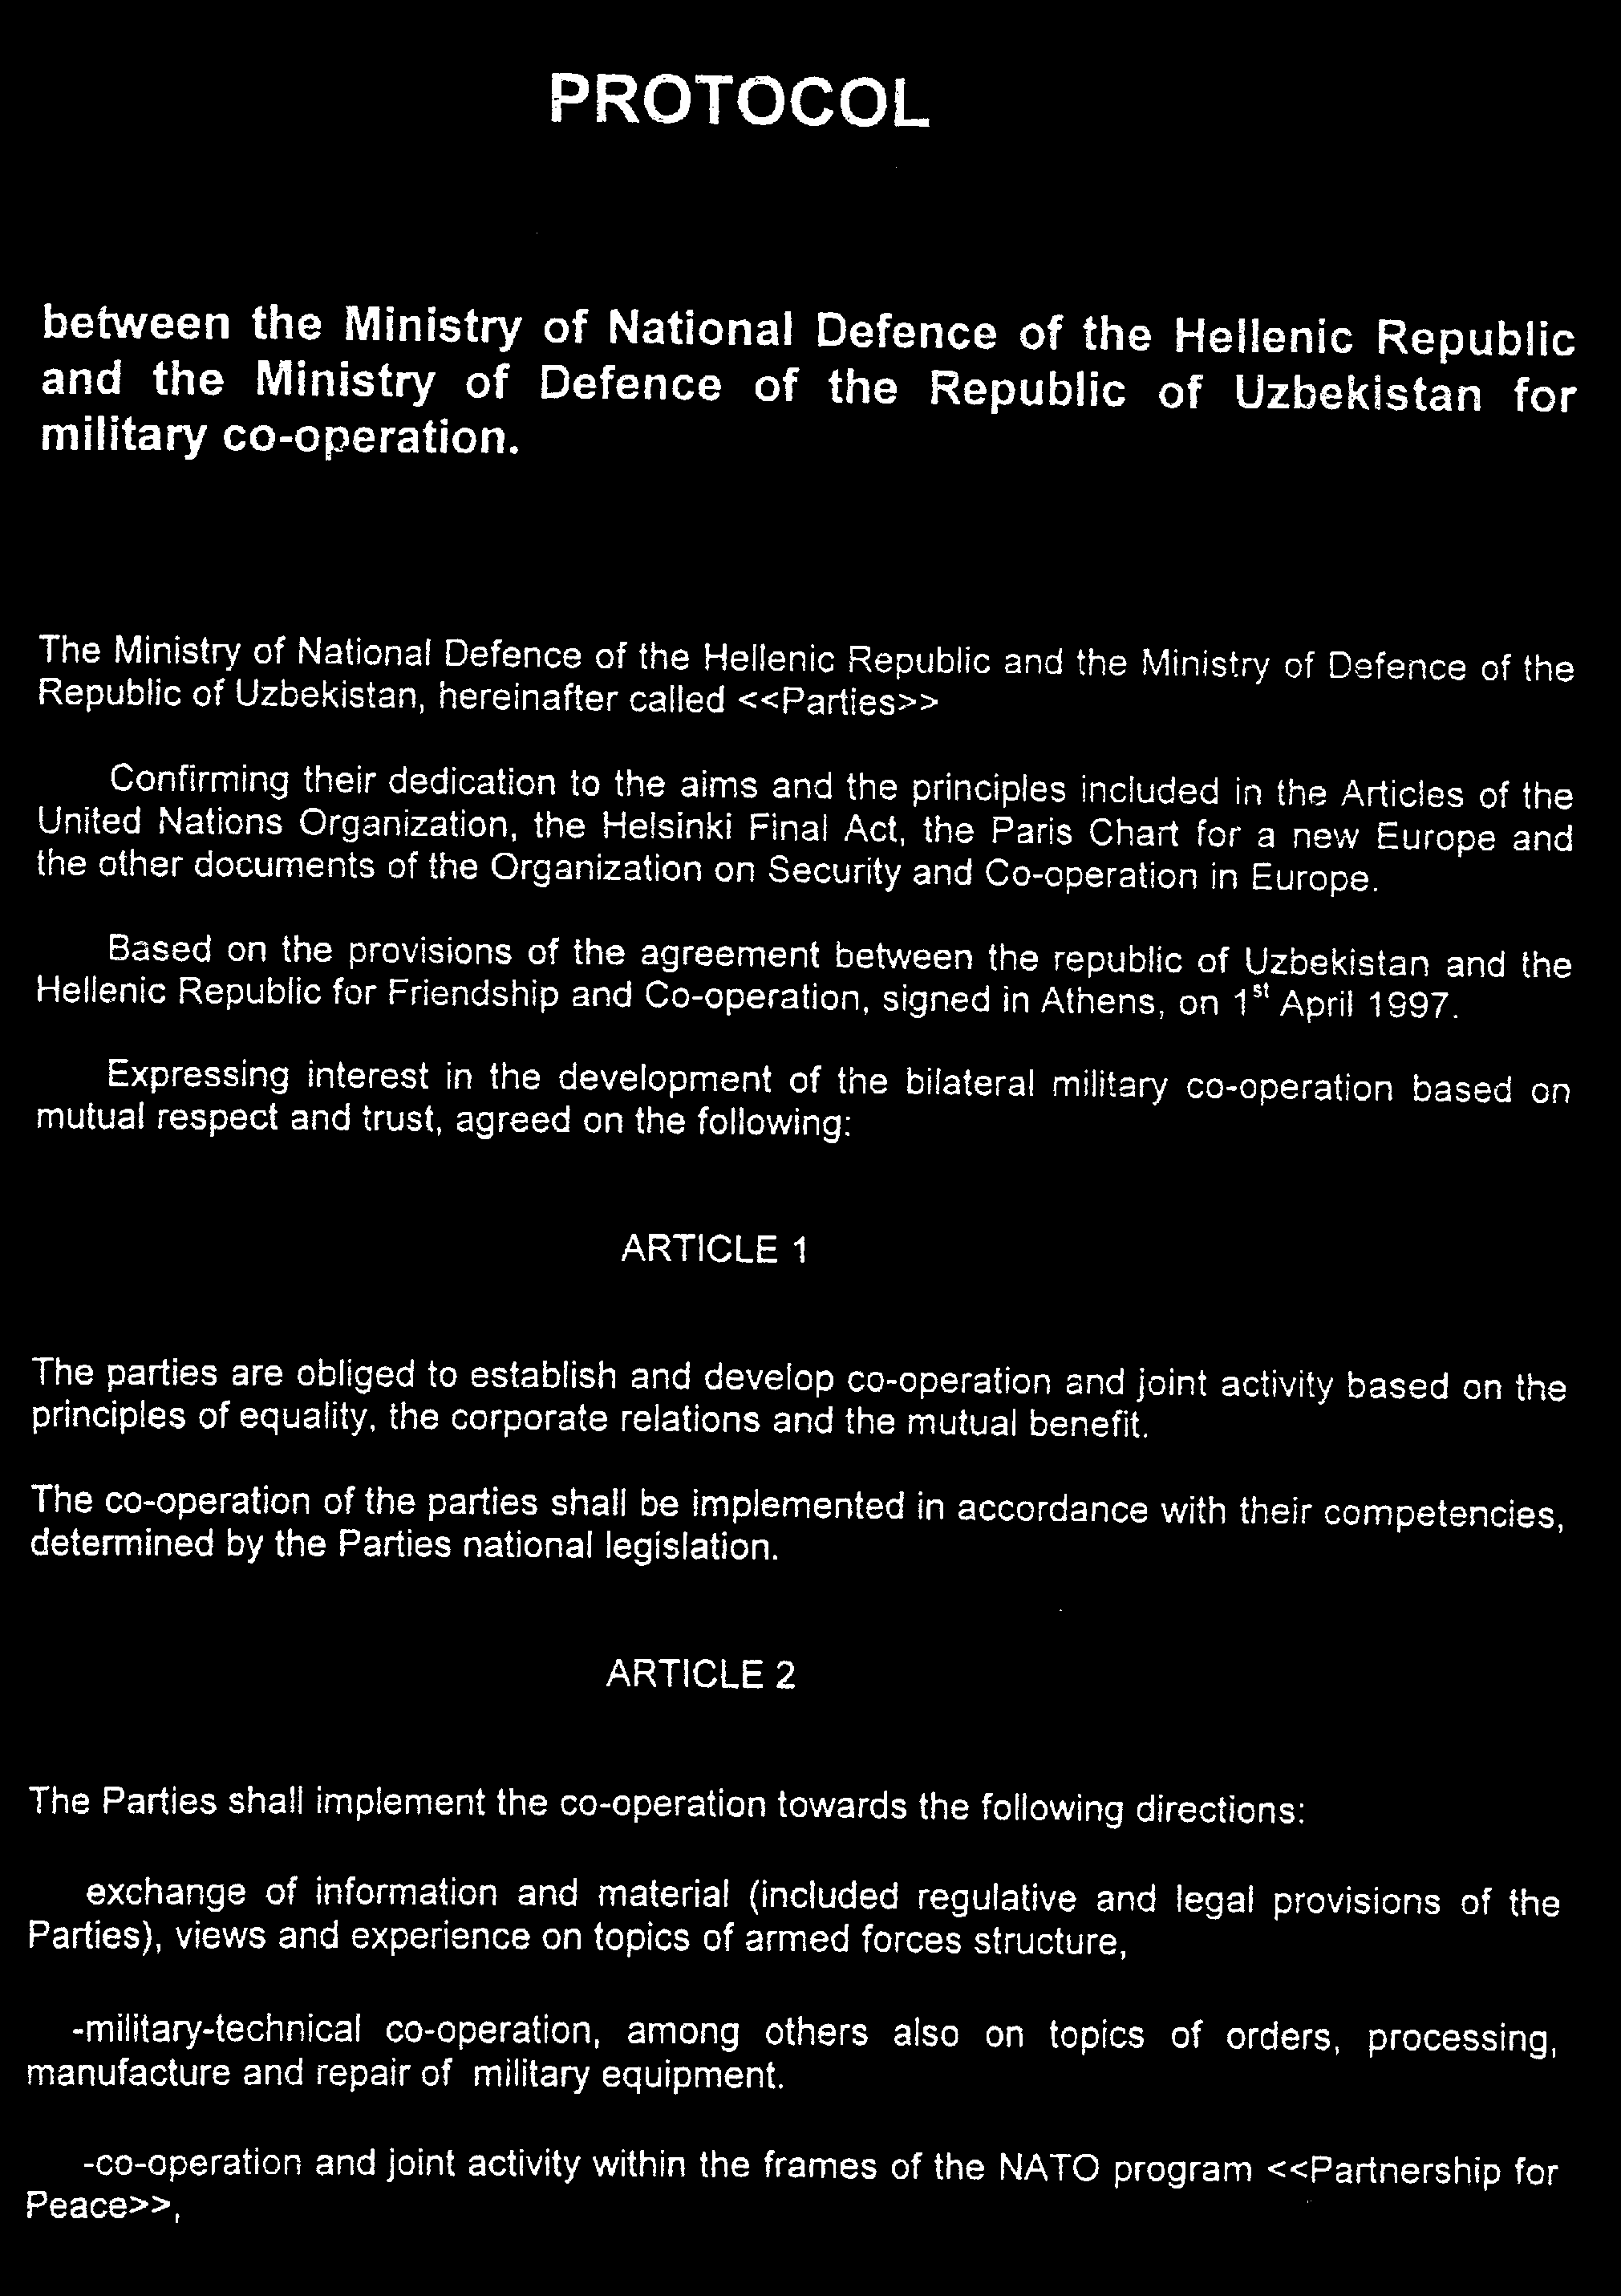 PROTOCOL
between the Ministry of National Defence of the Hellenic Republic
and the Ministry of Defence of the Republic of Uzbekistan for
military co-operation.
The Ministry of National Defence of the Hellenic Republic and the Ministry of Defence of the
Republic of Uzbekistan, hereinafter called <<Parties>>
Confirming their dedication to the aims and the principles included in the Articles of the
United Nations Organization, the Helsinki Final Act, the Paris Chart for a new Europe and
the other documents of the Organization on Security and Co-operation in Europe.
Based on the provisions of the agreement between the republic of Uzbekistan and the
Hellenic Republic for Friendship and Co-operation, signed in Athens, on 1st April 1997.
Expressing interest in the development of the bilateral military co-operation based on
mutual respect and trust, agreed on the following:
ARTICLE 1
The parties are obliged to establish and develop co-operation and joint activity based on the
principles of equality, the corporate relations and the mutual benefit.
The co-operation of the parties shall be implemented in accordance with their competencies,
determined by the Parties national legislation.
ARTICLE 2
The Parties shall implement the co-operation towards the following directions:
exchange of information and material (included regulative and legal provisions of the
Parties), views and experience on topics of armed forces structure,
-military-technical co-operation, among others also on topics of orders, processing,
manufacture and repair of military equipment.
-co-operation and joint activity within the frames of the NATO program <<Partnership for
Peace>>,